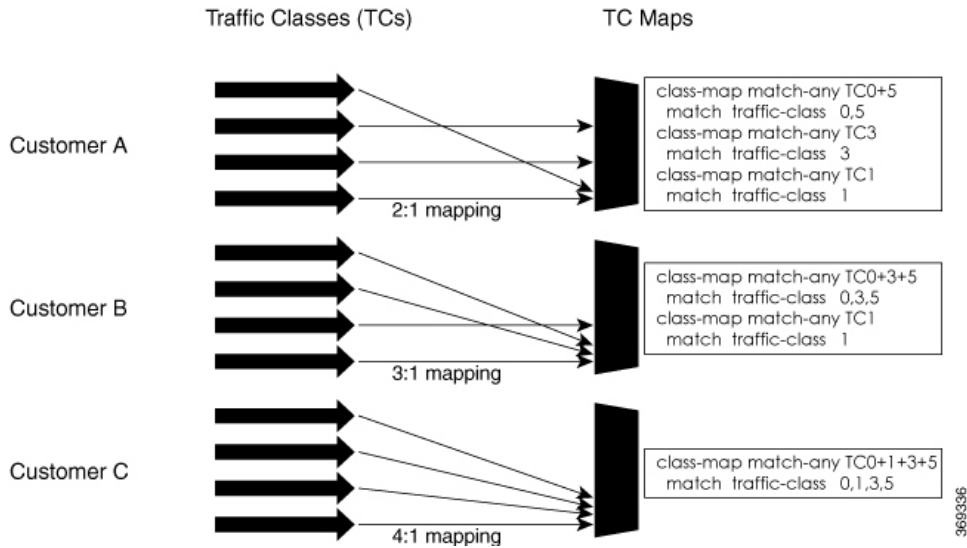 Traffic Classes (TCs)
TC Maps
Customer A
2:1 mapping
class-map match-any TC0+5
match traffic-class 0,5
class-map match-any TC3
match traffic-class 3
class-map match-any TC1
match traffic-class 1
Customer B
3:1 mapping
class-map match-any TC0+3+5
match traffic-class 0,3,5
class-map match-any TC1
match traffic-class 1
Customer C
4:1 mapping
class-map match-any TC0+1+3+5
match traffic-class 0,1,3,5
369336